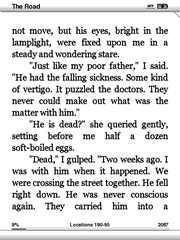 The Road
not move, but his eyes, bright in the
lamplight, were fixed upon me in a
steady and wondering stare.
"Just like my poor father," I said.
"He had the falling sickness. Some kind
of vertigo. It puzzled the doctors. They
never could make out what was the
matter with him."
"He is dead?" she queried gently,
setting before me half a dozen
soft-boiled eggs.
"Dead," I gulped. "Two weeks ago. I
was with him when it happened. We
were crossing the street together. He fell
right down. He was never conscious
again. They carried him into a
9%
Locations 190-95
2087